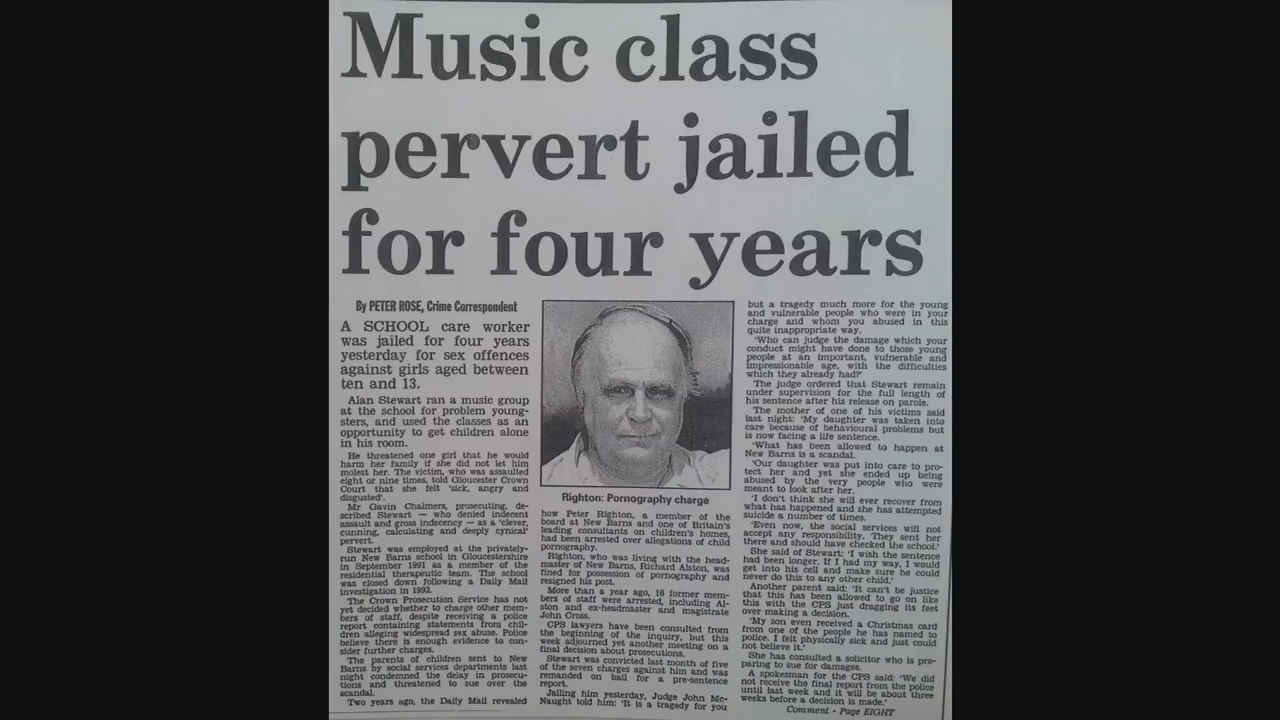 Music class
pervert jailed
for four years
By PETER ROSE, Crime Correspondent
A SCHOOL care worker
was jailed for four years
yesterday for sex offences
against girls aged between
ten and 13.
Alan Stewart ran a music group
at the school for problem young-
sters, and used the classes as an
opportunity to get children alone
in his room.
He threatened one girl that he would
harm her family if she did not let him
molest her. The victim, who was assaulted
eight or nine times, told Gloucester Crown
Court that she felt 'sick, angry and
disgusted'.
Mr Gavin Chalmers, prosecuting, de-
scribed Stewart — who denied indecent
assault and gross indecency — as a 'clever,
cunning, calculating and deeply cynical'
pervert.
Stewart was employed at the privately-
run New Barns school in Gloucestershire
in September 1991 as a member of the
residential therapeutic team. The school
was closed down following a Daily Mail
investigation in 1992.
The Crown Prosecution Service has not
yet decided whether to charge other mem-
bers of staff, despite receiving a police
report containing statements from chil-
dren alleging widespread sex abuse. Police
believe there is enough evidence to con-
sider further charges.
The parents of children sent to New
Barns by social services departments last
night condemned the delay in prosecu-
tions and threatened to sue over the
scandal.
Two years ago, the Daily Mail revealed
Righton: Pornography charge
how Peter Righton, a member of the
board at New Barns and one of Britain's
leading consultants on children's homes,
had been arrested over allegations of child
pornography.
Righton, who was living with the head-
master of New Barns, Richard Alston, was
fined for possession of pornography and
resigned his post.
More than a year ago, 16 former mem-
bers of staff were arrested, including Al-
ston and ex-headmaster and magistrate
John Cross.
CPS lawyers have been consulted from
the beginning of the inquiry, but this
week adjourned yet another meeting on a
final decision about prosecutions.
Stewart was convicted last month of five
of the seven charges against him and was
remanded on bail for a pre-sentence
report.
Jailing him yesterday, Judge John Mc-
Naught told him: 'It is a tragedy for you
but a tragedy much more for the young
and vulnerable people who were in your
charge and whom you abused in this
quite inappropriate way.
'Who can judge the damage which your
conduct might have done to those young
people at an important, vulnerable and
impressionable age, with the difficulties
which they already had?'
The judge ordered that Stewart remain
under supervision for the full length of
his sentence after his release on parole.
The mother of one of his victims said
last night: 'My daughter was taken into
care because of behavioural problems but
is now facing a life sentence.
'What has been allowed to happen at
New Barns is a scandal.
'Our daughter was put into care to pro-
tect her and yet she ended up being
abused by the very people who were
meant to look after her.
'I don't think she will ever recover from
what has happened and she has attempted
suicide a number of times.
'Even now, the social services will not
accept any responsibility. They sent her
there and should have checked the school.'
She said of Stewart: 'I wish the sentence
had been longer. If I had my way, I would
get into his cell and make sure he could
never do this to any other child.'
Another parent said: 'It can't be justice
that this has been allowed to go on like
this with the CPS just dragging its feet
over making a decision.
'My son even received a Christmas card
from one of the people he has named to
police. I felt physically sick and just could
not believe it.'
She has consulted a solicitor who is pre-
paring to sue for damages.
A spokesman for the CPS said: 'We did
not receive the final report from the police
until last week and it will be about three
weeks before a decision is made.'
Comment - Page EIGHT